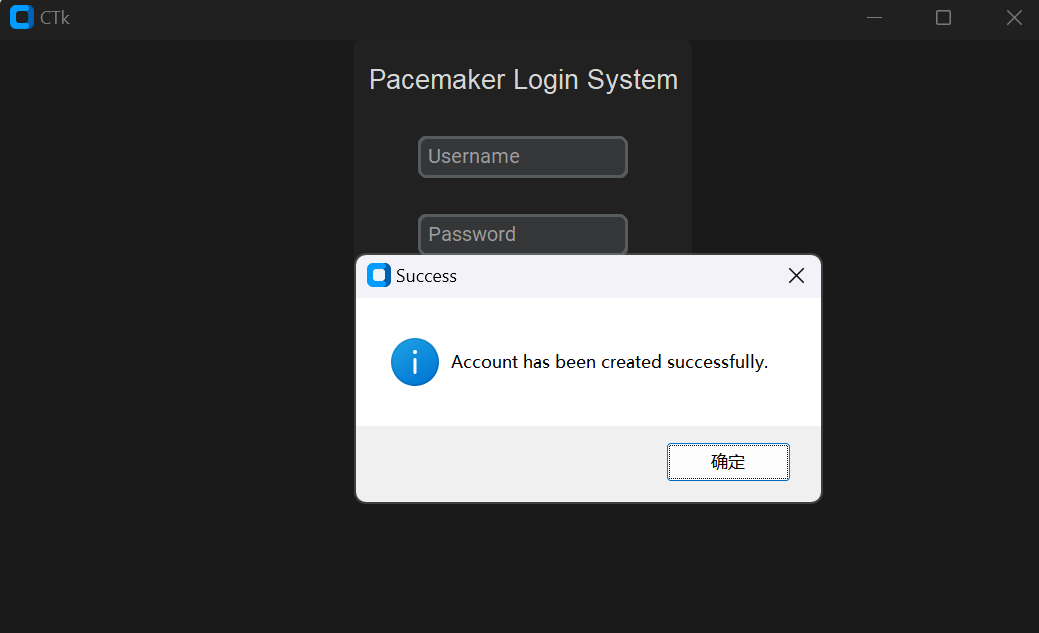 CTk
Pacemaker Login System
Username
Password
Success
Account has been created successfully.
确定